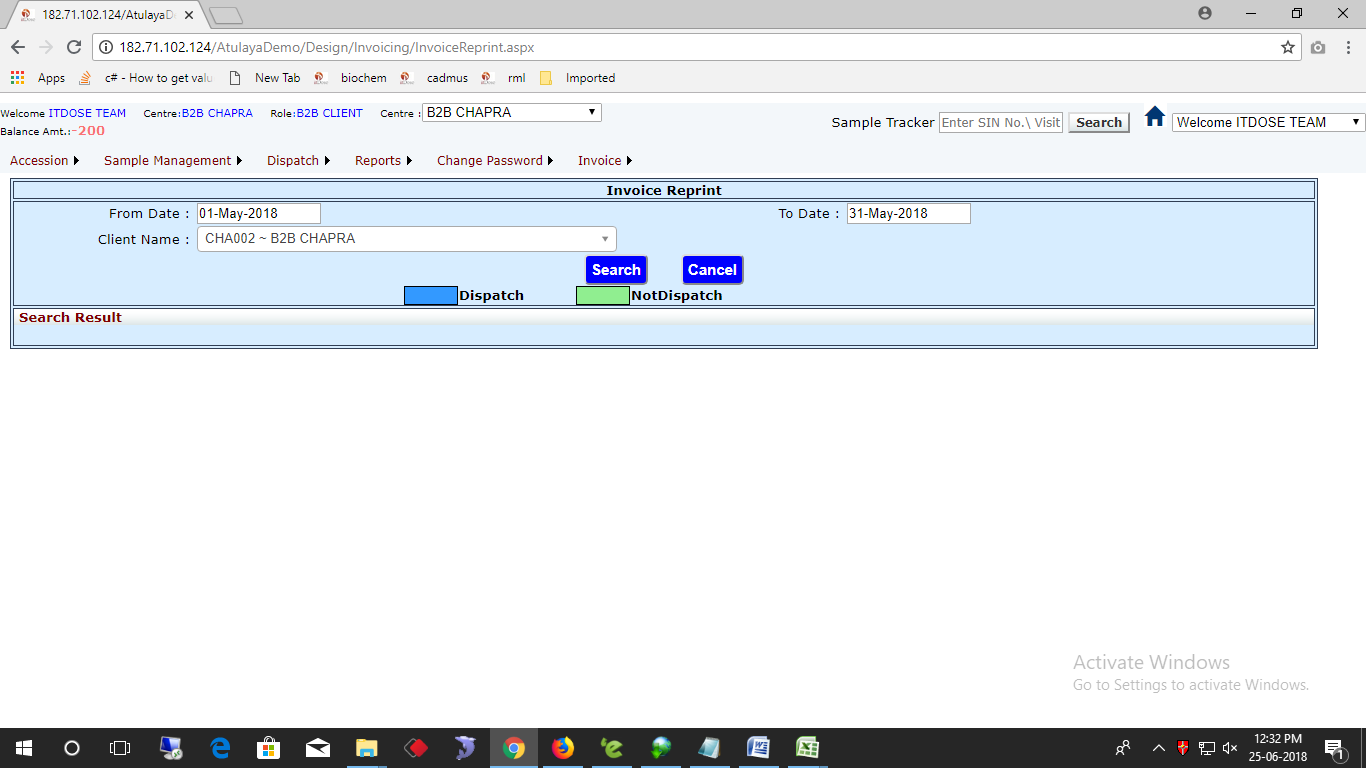 182.71.102.124/AtulayaD
182.71.102.124/AtulayaDemo/Design/Invoicing/InvoiceReprint.aspx
Apps c# - How to get valu New Tab biochem cadmus rml Imported
Welcome ITDOSE TEAM Centre:B2B CHAPRA Role:B2B CLIENT Centre : B2B CHAPRA
Balance Amt.:-200
Sample Tracker Enter SIN No.\ Visit Search Welcome ITDOSE TEAM
Accession Sample Management Dispatch Reports Change Password Invoice
Invoice Reprint
From Date : 01-May-2018 To Date : 31-May-2018
Client Name : CHA002 ~ B2B CHAPRA
Search Cancel
Dispatch NotDispatch
Search Result
Activate Windows
Go to Settings to activate Windows.
12:32 PM
25-06-2018
1